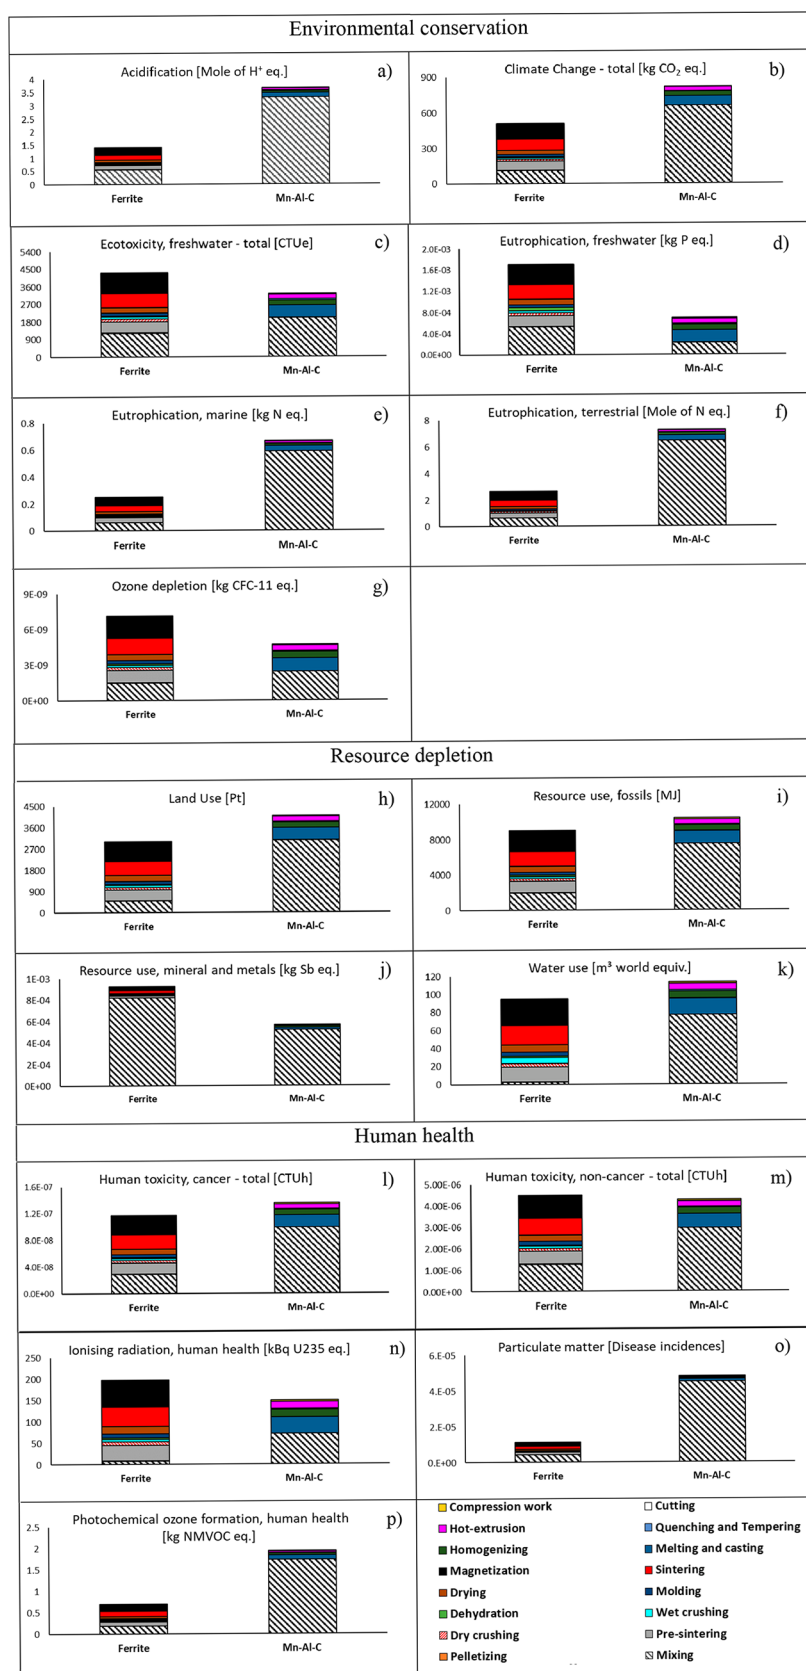 Environmental conservation
Acidification [Mole of H⁺ eq.]
a)
4
3.5
3
2.5
2
1.5
1
0.5
0
Ferrite
Mn-Al-C
Climate Change - total [kg CO₂ eq.]
b)
900
600
300
0
Ferrite
Mn-Al-C
Ecotoxicity, freshwater - total [CTUe]
c)
5400
4500
3600
2700
1800
900
0
Ferrite
Mn-Al-C
Eutrophication, freshwater [kg P eq.]
d)
2.0E-03
1.6E-03
1.2E-03
8.0E-04
4.0E-04
0.0E+00
Ferrite
Mn-Al-C
Eutrophication, marine [kg N eq.]
e)
0.8
0.6
0.4
0.2
0
Ferrite
Mn-Al-C
Eutrophication, terrestrial [Mole of N eq.]
f)
8
6
4
2
0
Ferrite
Mn-Al-C
Ozone depletion [kg CFC-11 eq.]
g)
9E-09
6E-09
3E-09
0E+00
Ferrite
Mn-Al-C
Resource depletion
Land Use [Pt]
h)
4500
3600
2700
1800
900
0
Ferrite
Mn-Al-C
Resource use, fossils [MJ]
i)
12000
8000
4000
0
Ferrite
Mn-Al-C
Resource use, mineral and metals [kg Sb eq.]
j)
1E-03
8E-04
6E-04
4E-04
2E-04
0E+00
Ferrite
Mn-Al-C
Water use [m³ world equiv.]
k)
120
100
80
60
40
20
0
Ferrite
Mn-Al-C
Human health
Human toxicity, cancer - total [CTUh]
l)
1.6E-07
1.2E-07
8.0E-08
4.0E-08
0.0E+00
Ferrite
Mn-Al-C
Human toxicity, non-cancer - total [CTUh]
m)
5.00E-06
4.00E-06
3.00E-06
2.00E-06
1.00E-06
0.00E+00
Ferrite
Mn-Al-C
Ionising radiation, human health [kBq U235 eq.]
n)
250
200
150
100
50
0
Ferrite
Mn-Al-C
Particulate matter [Disease incidences]
o)
6.E-05
4.E-05
2.E-05
0.E+00
Ferrite
Mn-Al-C
Photochemical ozone formation, human health
[kg NMVOC eq.]
p)
2.5
2
1.5
1
0.5
0
Ferrite
Mn-Al-C
Compression work
Cutting
Hot-extrusion
Quenching and Tempering
Homogenizing
Melting and casting
Magnetization
Sintering
Drying
Molding
Dehydration
Wet crushing
Dry crushing
Pre-sintering
Pelletizing
Mixing